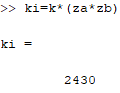 >> ki=k*(za*zb)
ki =
2430